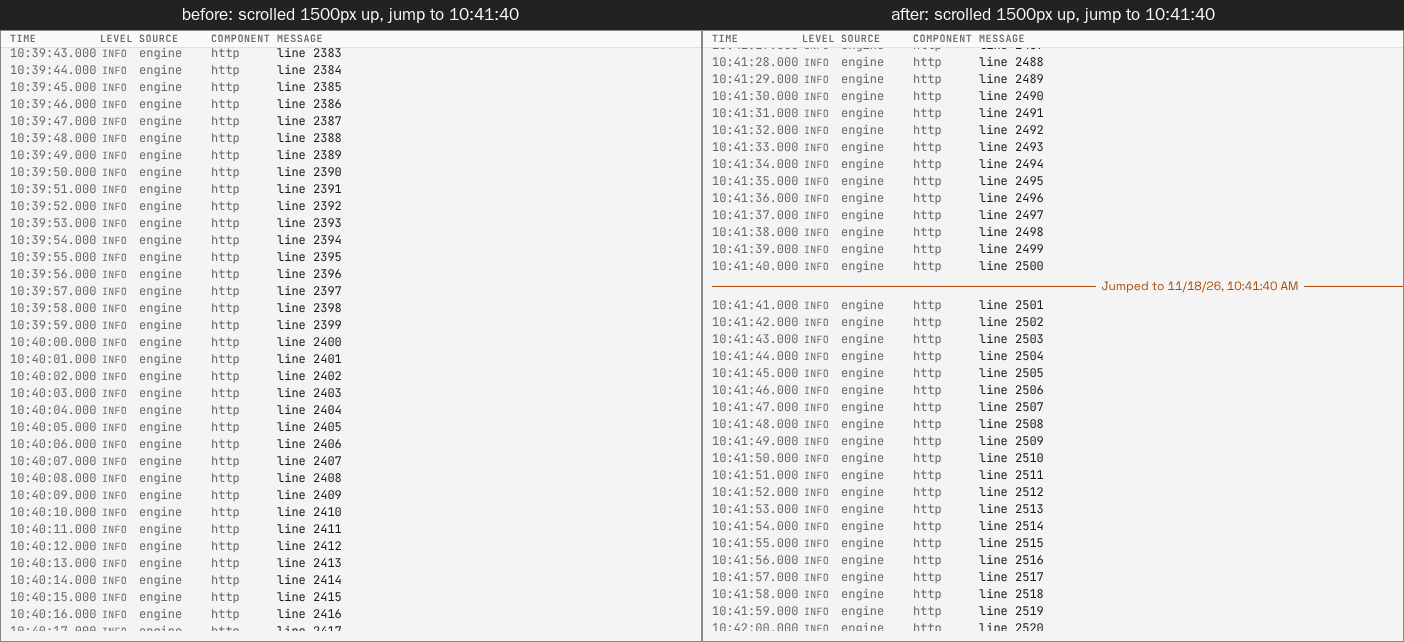 before: scrolled 1500px up, jump to 10:41:40
TIME LEVEL SOURCE COMPONENT MESSAGE
10:39:43.000 INFO engine http line 2383
10:39:44.000 INFO engine http line 2384
10:39:45.000 INFO engine http line 2385
10:39:46.000 INFO engine http line 2386
10:39:47.000 INFO engine http line 2387
10:39:48.000 INFO engine http line 2388
10:39:49.000 INFO engine http line 2389
10:39:50.000 INFO engine http line 2390
10:39:51.000 INFO engine http line 2391
10:39:52.000 INFO engine http line 2392
10:39:53.000 INFO engine http line 2393
10:39:54.000 INFO engine http line 2394
10:39:55.000 INFO engine http line 2395
10:39:56.000 INFO engine http line 2396
10:39:57.000 INFO engine http line 2397
10:39:58.000 INFO engine http line 2398
10:39:59.000 INFO engine http line 2399
10:40:00.000 INFO engine http line 2400
10:40:01.000 INFO engine http line 2401
10:40:02.000 INFO engine http line 2402
10:40:03.000 INFO engine http line 2403
10:40:04.000 INFO engine http line 2404
10:40:05.000 INFO engine http line 2405
10:40:06.000 INFO engine http line 2406
10:40:07.000 INFO engine http line 2407
10:40:08.000 INFO engine http line 2408
10:40:09.000 INFO engine http line 2409
10:40:10.000 INFO engine http line 2410
10:40:11.000 INFO engine http line 2411
10:40:12.000 INFO engine http line 2412
10:40:13.000 INFO engine http line 2413
10:40:14.000 INFO engine http line 2414
10:40:15.000 INFO engine http line 2415
10:40:16.000 INFO engine http line 2416
10:40:17.000 INFO engine http line 2417
after: scrolled 1500px up, jump to 10:41:40
TIME LEVEL SOURCE COMPONENT MESSAGE
10:41:28.000 INFO engine http line 2488
10:41:29.000 INFO engine http line 2489
10:41:30.000 INFO engine http line 2490
10:41:31.000 INFO engine http line 2491
10:41:32.000 INFO engine http line 2492
10:41:33.000 INFO engine http line 2493
10:41:34.000 INFO engine http line 2494
10:41:35.000 INFO engine http line 2495
10:41:36.000 INFO engine http line 2496
10:41:37.000 INFO engine http line 2497
10:41:38.000 INFO engine http line 2498
10:41:39.000 INFO engine http line 2499
10:41:40.000 INFO engine http line 2500
Jumped to 11/18/26, 10:41:40 AM
10:41:41.000 INFO engine http line 2501
10:41:42.000 INFO engine http line 2502
10:41:43.000 INFO engine http line 2503
10:41:44.000 INFO engine http line 2504
10:41:45.000 INFO engine http line 2505
10:41:46.000 INFO engine http line 2506
10:41:47.000 INFO engine http line 2507
10:41:48.000 INFO engine http line 2508
10:41:49.000 INFO engine http line 2509
10:41:50.000 INFO engine http line 2510
10:41:51.000 INFO engine http line 2511
10:41:52.000 INFO engine http line 2512
10:41:53.000 INFO engine http line 2513
10:41:54.000 INFO engine http line 2514
10:41:55.000 INFO engine http line 2515
10:41:56.000 INFO engine http line 2516
10:41:57.000 INFO engine http line 2517
10:41:58.000 INFO engine http line 2518
10:41:59.000 INFO engine http line 2519
10:42:00.000 INFO engine http line 2520